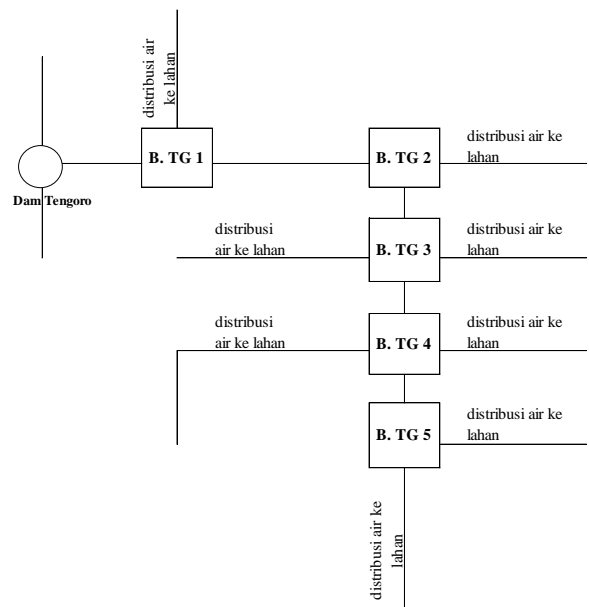 distribusi air
ke lahan
B. TG 1
B. TG 2
distribusi air ke
lahan
Dam Tengoro
distribusi
air ke lahan
B. TG 3
distribusi air ke
lahan
distribusi
air ke lahan
B. TG 4
distribusi air ke
lahan
B. TG 5
distribusi air ke
lahan
distribusi air ke
lahan